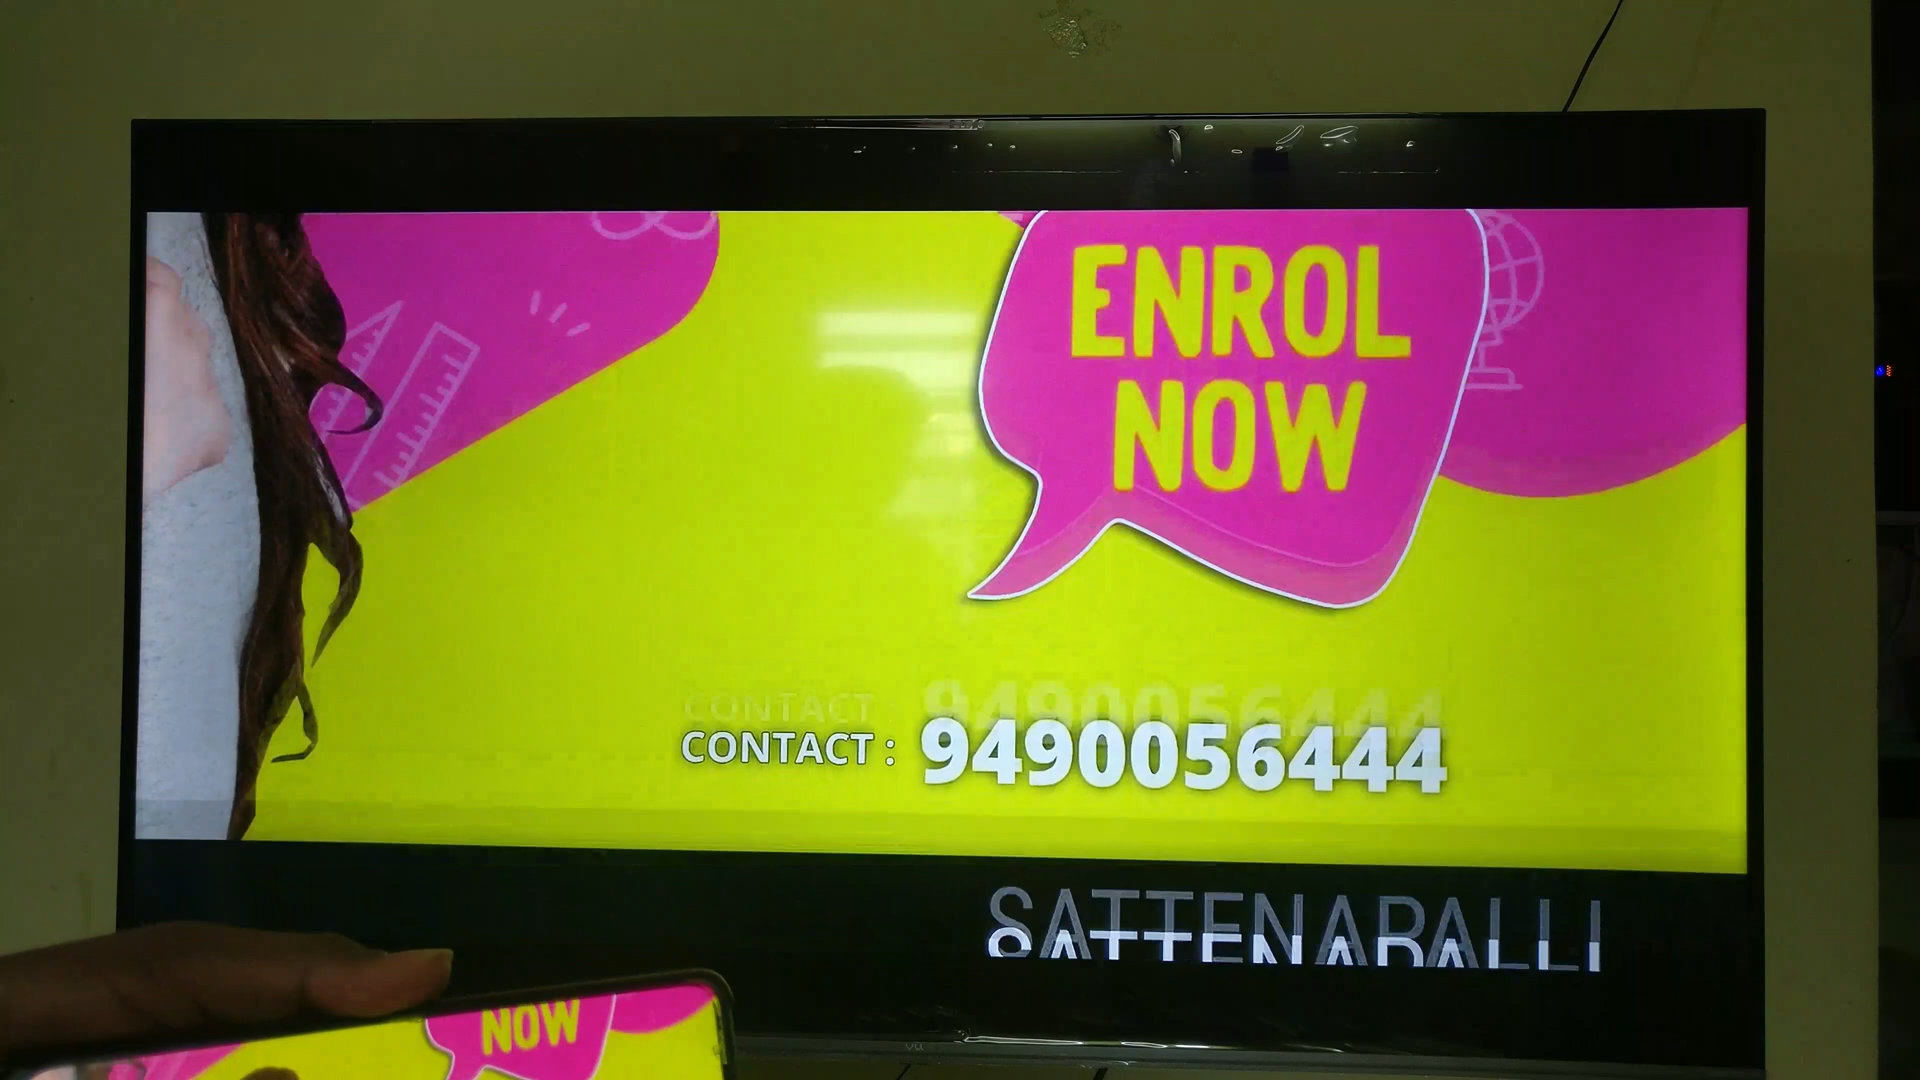 ENROL
NOW
CONTACT : 9490056444
SATTENAPALLI
NOW